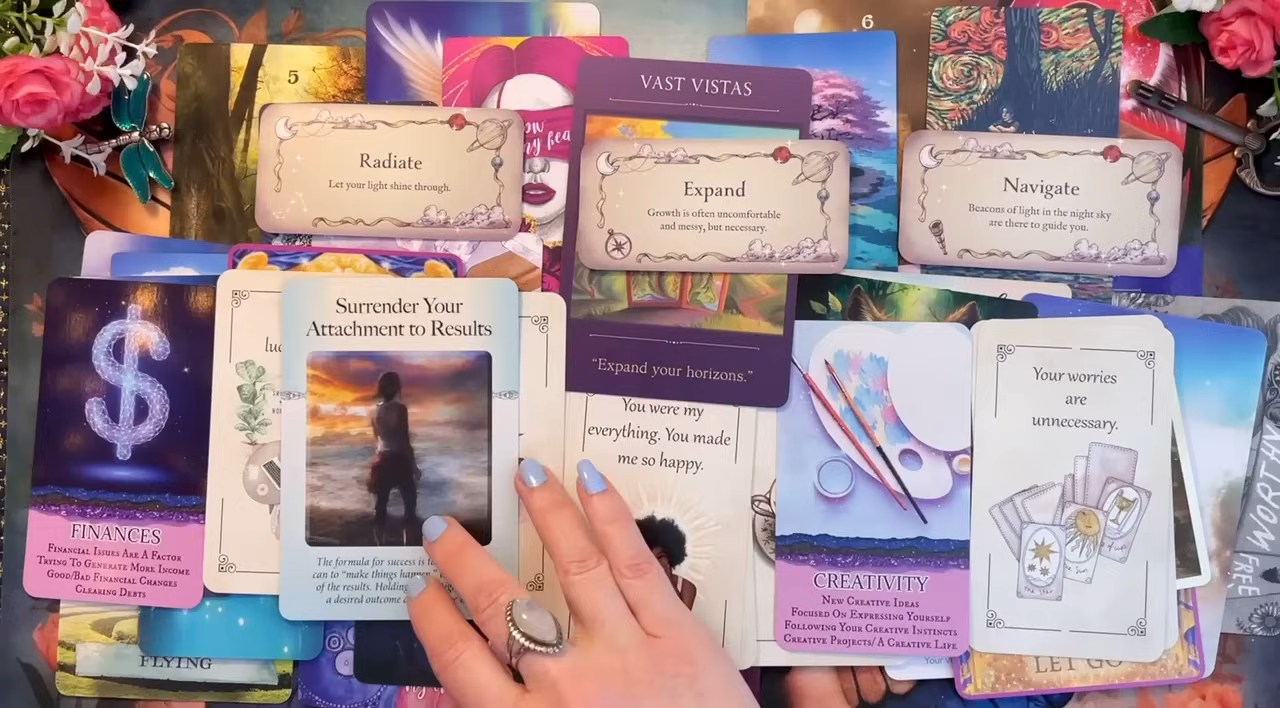 5
6
VAST VISTAS
Radiate
Let your light shine through.
Expand
Growth is often uncomfortable
and messy, but necessary.
Navigate
Beacons of light in the night sky
are there to guide you.
"Expand your horizons."
Surrender Your
Attachment to Results
The formula for success is
can to "make things happen"
of the results. Holding
a desired outcome
FINANCES
FINANCIAL ISSUES ARE A FACTOR
TRYING TO GENERATE MORE INCOME
GOOD/BAD FINANCIAL CHANGES
CLEARING DEBTS
You were my
everything. You made
me so happy.
CREATIVITY
NEW CREATIVE IDEAS
FOCUSED ON EXPRESSING YOURSELF
FOLLOWING YOUR CREATIVE INSTINCTS
CREATIVE PROJECTS/A CREATIVE LIFE
Your worries
are
unnecessary.
The Star
The Sun
FLYING
LET GO
FREE